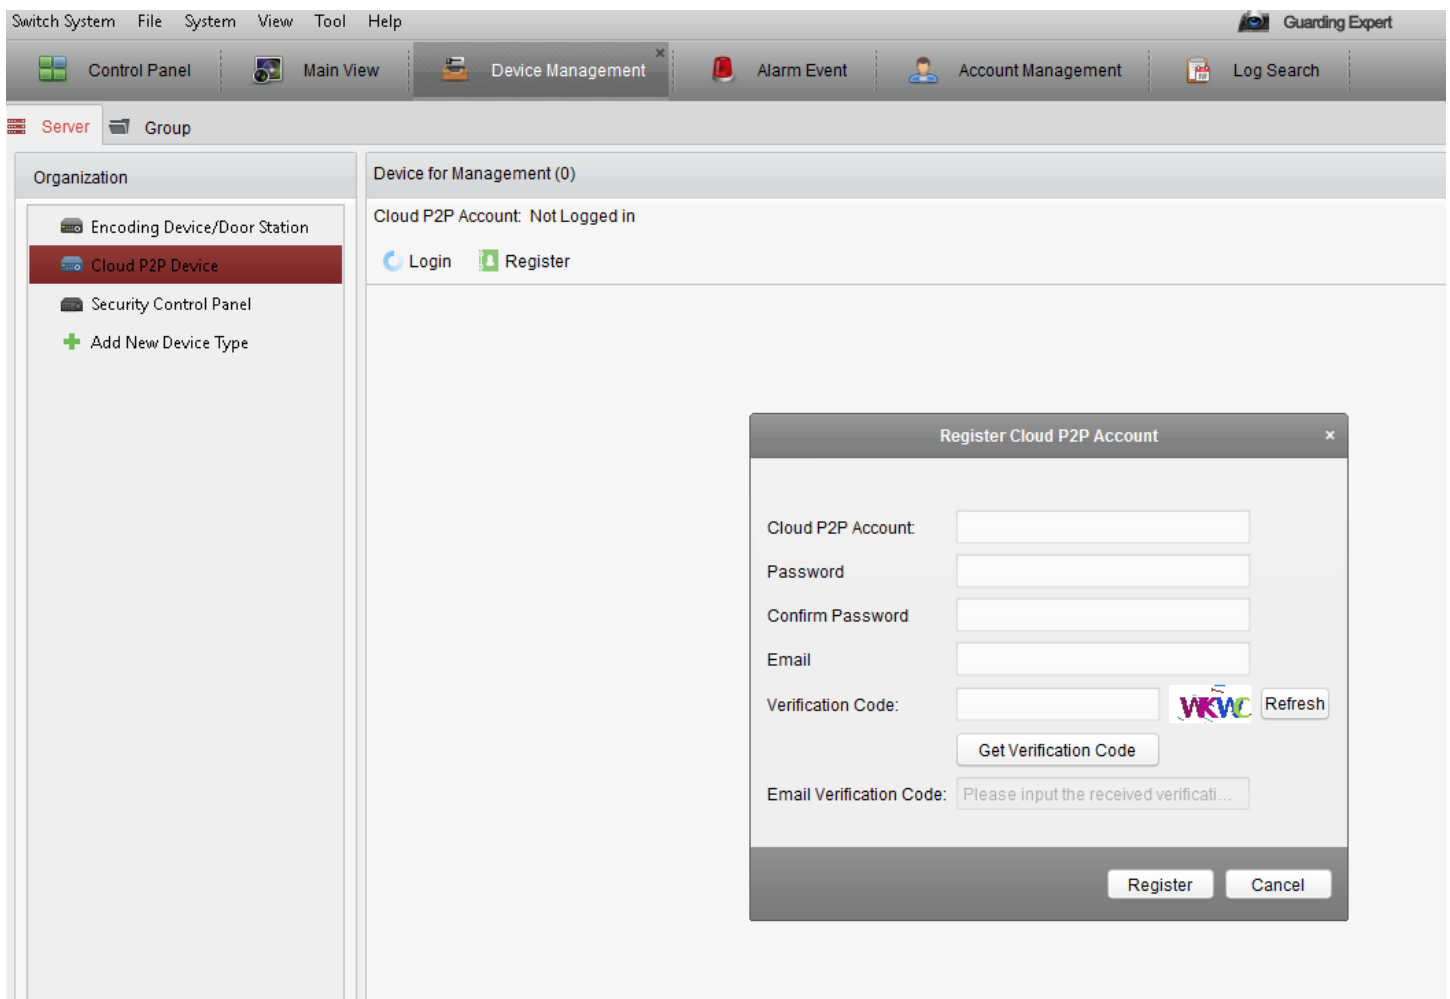 Switch System File System View Tool Help Guarding Expert
Control Panel Main View Device Management × Alarm Event Account Management Log Search
Server Group
Organization
Encoding Device/Door Station
Cloud P2P Device
Security Control Panel
Add New Device Type
Device for Management (0)
Cloud P2P Account: Not Logged in
Login Register
Register Cloud P2P Account ×
Cloud P2P Account:
Password
Confirm Password
Email
Verification Code: WKWC Refresh
Get Verification Code
Email Verification Code: Please input the received verificati...
Register Cancel